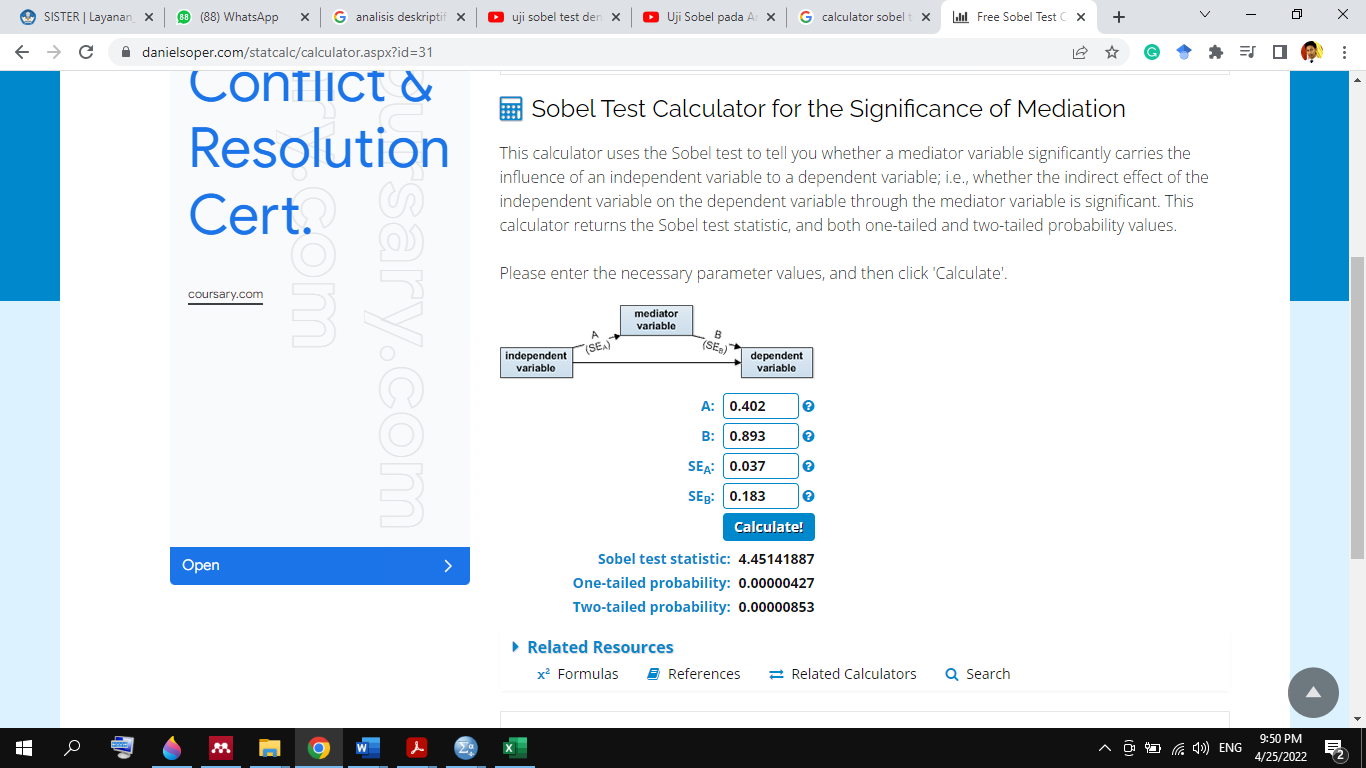 SISTER | Layanan
(88) WhatsApp
analisis deskriptif
uji sobel test den
Uji Sobel pada A
calculator sobel t
Free Sobel Test C
danielsoper.com/statcalc/calculator.aspx?id=31
Conflict &
Resolution
Cert.
coursary.com
coursary.com
Open
Sobel Test Calculator for the Significance of Mediation
This calculator uses the Sobel test to tell you whether a mediator variable significantly carries the
influence of an independent variable to a dependent variable; i.e., whether the indirect effect of the
independent variable on the dependent variable through the mediator variable is significant. This
calculator returns the Sobel test statistic, and both one-tailed and two-tailed probability values.
Please enter the necessary parameter values, and then click 'Calculate'.
mediator
variable
A
(SEA)
B
(SEB)
independent
variable
dependent
variable
A: 0.402
B: 0.893
SEA: 0.037
SEB: 0.183
Calculate!
Sobel test statistic: 4.45141887
One-tailed probability: 0.00000427
Two-tailed probability: 0.00000853
Related Resources
x² Formulas References Related Calculators Search
ENG
9:50 PM
4/25/2022
2